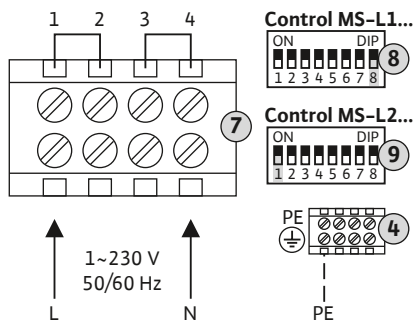 1 2 3 4
7
1~230 V
50/60 Hz
L N
Control MS-L1...
ON DIP
1 2 3 4 5 6 7 8
8
Control MS-L2...
ON DIP
1 2 3 4 5 6 7 8
9
PE
4
PE